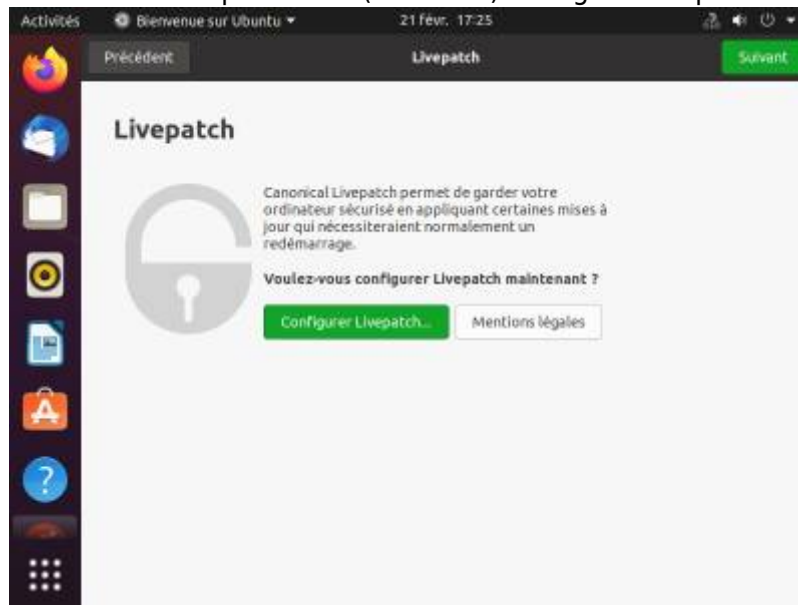 Activités
Bienvenue sur Ubuntu
21 févr. 17:25
Précédent
Livepatch
Suivant
Livepatch
Canonical Livepatch permet de garder votre
ordinateur sécurisé en appliquant certaines mises à
jour qui nécessiteraient normalement un
redémarrage.
Voulez-vous configurer Livepatch maintenant ?
Configurer Livepatch...
Mentions légales